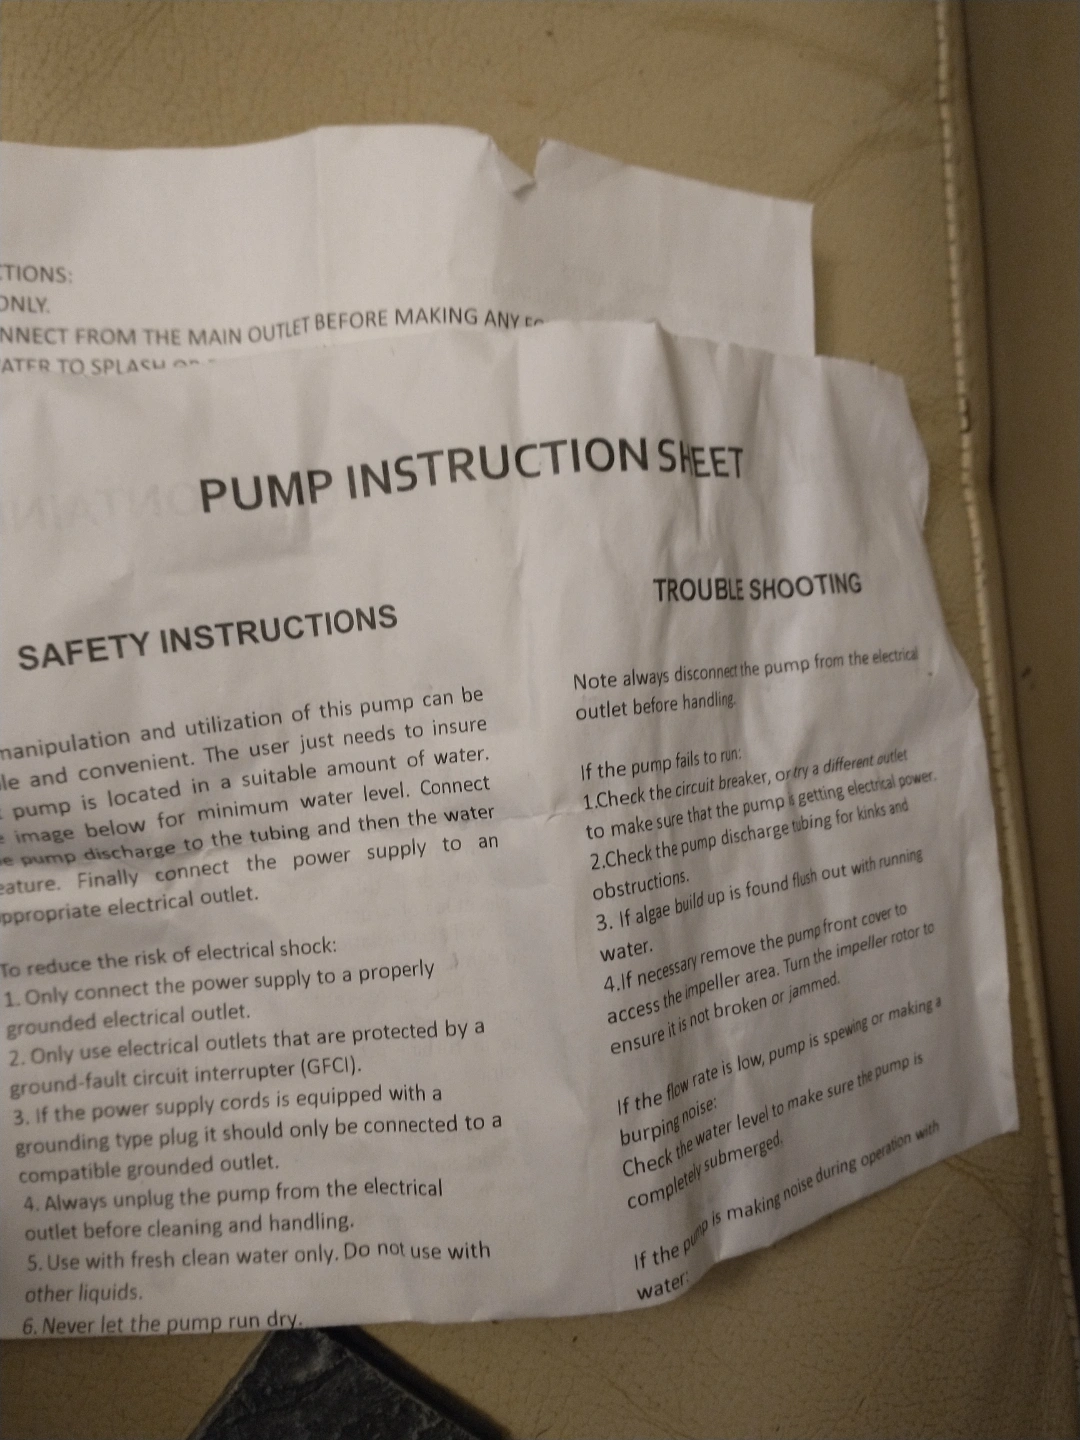 CTIONS:
ONLY.
NNECT FROM THE MAIN OUTLET BEFORE MAKING ANY
ATER TO SPLASH
PUMP INSTRUCTION SHEET
SAFETY INSTRUCTIONS
manipulation and utilization of this pump can be
le and convenient. The user just needs to insure
t pump is located in a suitable amount of water.
e image below for minimum water level. Connect
he pump discharge to the tubing and then the water
eature. Finally connect the power supply to an
ppropriate electrical outlet.
To reduce the risk of electrical shock:
1. Only connect the power supply to a properly
grounded electrical outlet.
2. Only use electrical outlets that are protected by a
ground-fault circuit interrupter (GFCI).
3. If the power supply cords is equipped with a
grounding type plug it should only be connected to a
compatible grounded outlet.
4. Always unplug the pump from the electrical
outlet before cleaning and handling.
5. Use with fresh clean water only. Do not use with
other liquids.
6. Never let the pump run dry.
TROUBLE SHOOTING
Note always disconnect the pump from the electrical
outlet before handling.
If the pump fails to run:
1.Check the circuit breaker, or try a different outlet
to make sure that the pump is getting electrical power.
2.Check the pump discharge tubing for kinks and
obstructions.
3. If algae build up is found flush out with running
water.
4.If necessary remove the pump front cover to
access the impeller area. Turn the impeller rotor to
ensure it is not broken or jammed.
If the flow rate is low, pump is spewing or making a
burping noise:
Check the water level to make sure the pump is
completely submerged.
If the pump is making noise during operation with
water: